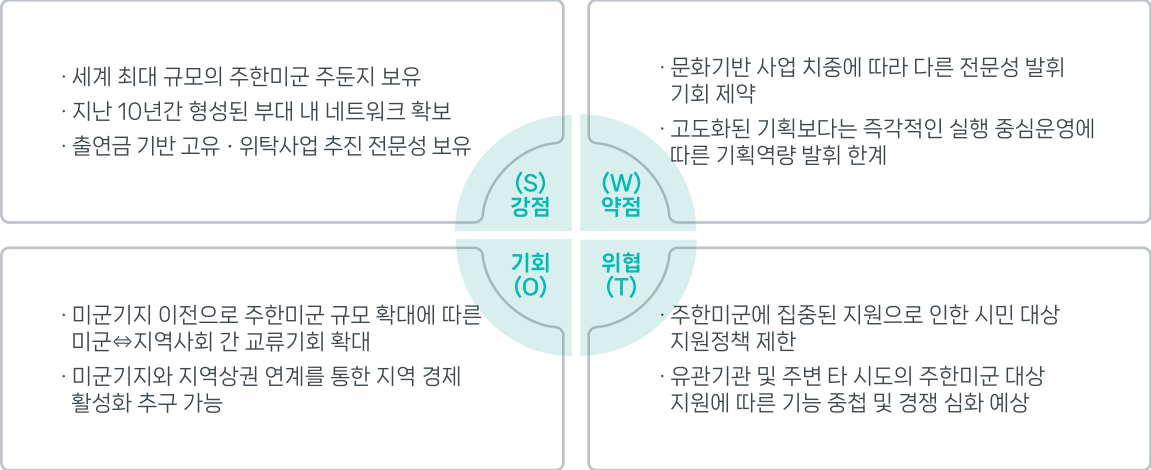 · 세계 최대 규모의 주한미군 주둔지 보유
· 지난 10년간 형성된 부대 내 네트워크 확보
· 출연금 기반 고유 · 위탁사업 추진 전문성 보유
(S)
강점
· 문화기반 사업 치중에 따라 다른 전문성 발휘
기회 제약
· 고도화된 기획보다는 즉각적인 실행 중심운영에
따른 기획역량 발휘 한계
(W)
약점
기회
(O)
· 미군기지 이전으로 주한미군 규모 확대에 따른
미군⇔지역사회 간 교류기회 확대
· 미군기지와 지역상권 연계를 통한 지역 경제
활성화 추구 가능
위협
(T)
· 주한미군에 집중된 지원으로 인한 시민 대상
지원정책 제한
· 유관기관 및 주변 타 시도의 주한미군 대상
지원에 따른 기능 중첩 및 경쟁 심화 예상